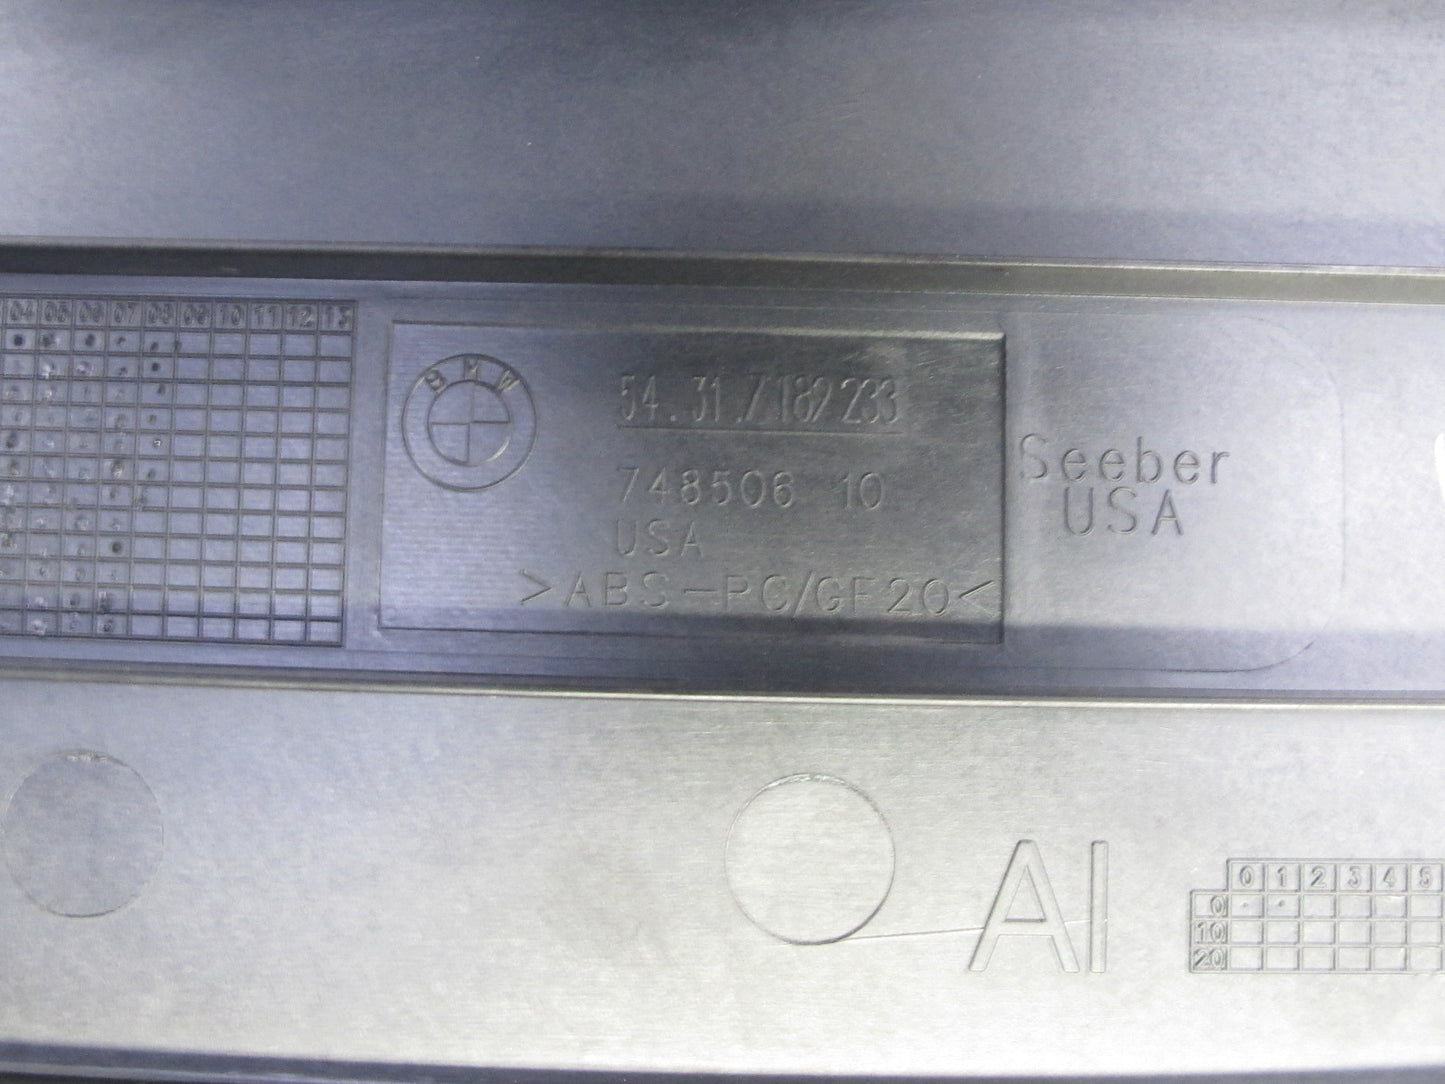 04 05 06 07 08 09 10 11 12 13
BMW
54.31.7182233
748506 10
USA
>ABS-PC/GF20<
Seeber
USA
AI
0 1 2 3 4 5
0
10
20